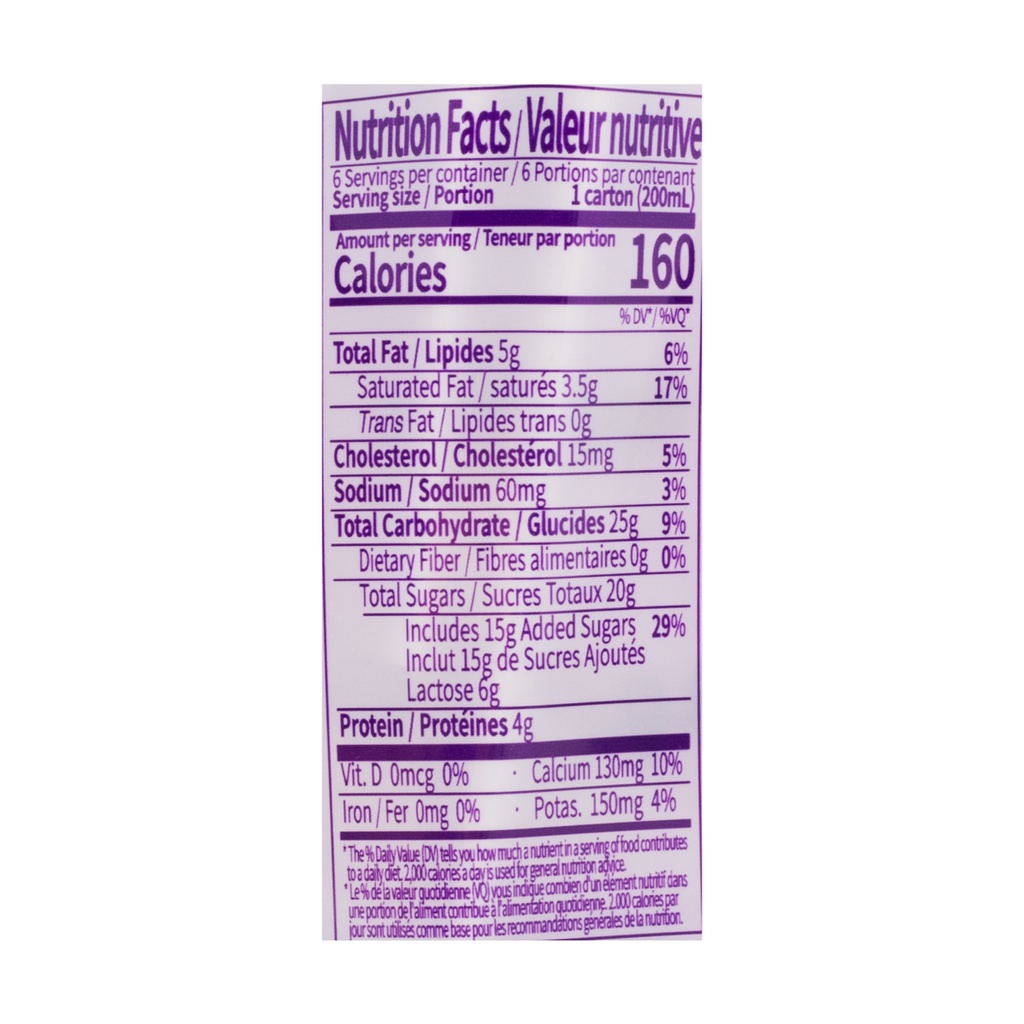 Nutrition Facts / Valeur nutritive
6 Servings per container / 6 Portions par contenant
Serving size / Portion 1 carton (200mL)
Amount per serving / Teneur par portion
Calories 160
% DV* / %VQ*
Total Fat / Lipides 5g 6%
Saturated Fat / saturés 3.5g 17%
Trans Fat / Lipides trans 0g
Cholesterol / Cholestérol 15mg 5%
Sodium / Sodium 60mg 3%
Total Carbohydrate / Glucides 25g 9%
Dietary Fiber / Fibres alimentaires 0g 0%
Total Sugars / Sucres Totaux 20g
Includes 15g Added Sugars 29%
Inclut 15g de Sucres Ajoutés
Lactose 6g
Protein / Protéines 4g
Vit. D 0mcg 0% · Calcium 130mg 10%
Iron / Fer 0mg 0% · Potas. 150mg 4%
* The % Daily Value (DV) tells you how much a nutrient in a serving of food contributes
to a daily diet. 2,000 calories a day is used for general nutrition advice.
* Le % de la valeur quotidienne (VQ) vous indique combien d'un élement nutritif dans
une portion de l'aliment contribue à l'alimentation quotidienne. 2.000 calories par
jour sont utilisés comme base pour les recommandations générales de la nutrition.